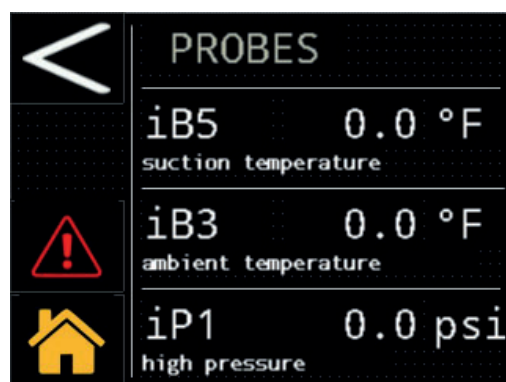 PROBES
iB5 0.0 °F
suction temperature
iB3 0.0 °F
ambient temperature
iP1 0.0 psi
high pressure